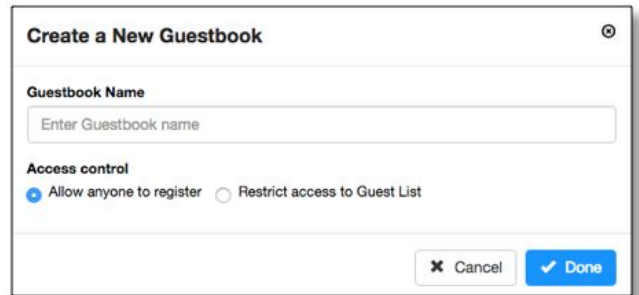 Create a New Guestbook
Guestbook Name
Enter Guestbook name
Access control
Allow anyone to register Restrict access to Guest List
Cancel Done